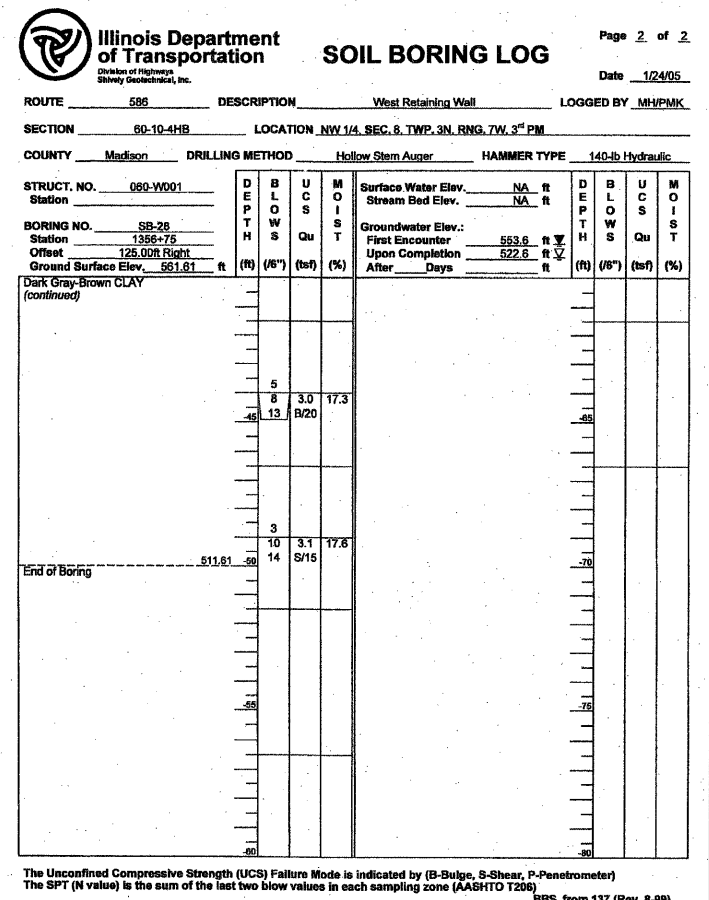 Illinois Department
of Transportation
Division of Highways
Shively Geotechnical, Inc.
SOIL BORING LOG
Page 2 of 2
Date 1/24/05
ROUTE 586 DESCRIPTION West Retaining Wall LOGGED BY MH/PMK
SECTION 60-10-4HB LOCATION NW 1/4, SEC. 8, TWP. 3N, RNG. 7W, 3rd PM
COUNTY Madison DRILLING METHOD Hollow Stem Auger HAMMER TYPE 140-lb Hydraulic
STRUCT. NO. 060-W001
Station
BORING NO. SB-28
Station 1356+75
Offset 125.00ft Right
Ground Surface Elev. 561.61 ft
DEPTH (ft)
BLOWS (/6")
UCS Qu (tsf)
MOIST (%)
Surface Water Elev. NA ft
Stream Bed Elev. NA ft
Groundwater Elev.:
First Encounter 553.6 ft ▼
Upon Completion 522.6 ft ▽
After Days ft
DEPTH (ft)
BLOWS (/6")
UCS Qu (tsf)
MOIST (%)
Dark Gray-Brown CLAY
(continued)
5
8 3.0 17.3
-45 13 B/20
-65
3
10 3.1 17.6
511.61 -50 14 S/15
-70
End of Boring
-55
-75
-60
-80
The Unconfined Compressive Strength (UCS) Failure Mode is indicated by (B-Bulge, S-Shear, P-Penetrometer)
The SPT (N value) is the sum of the last two blow values in each sampling zone (AASHTO T206)
BBS, from 137 (Rev. 8-99)